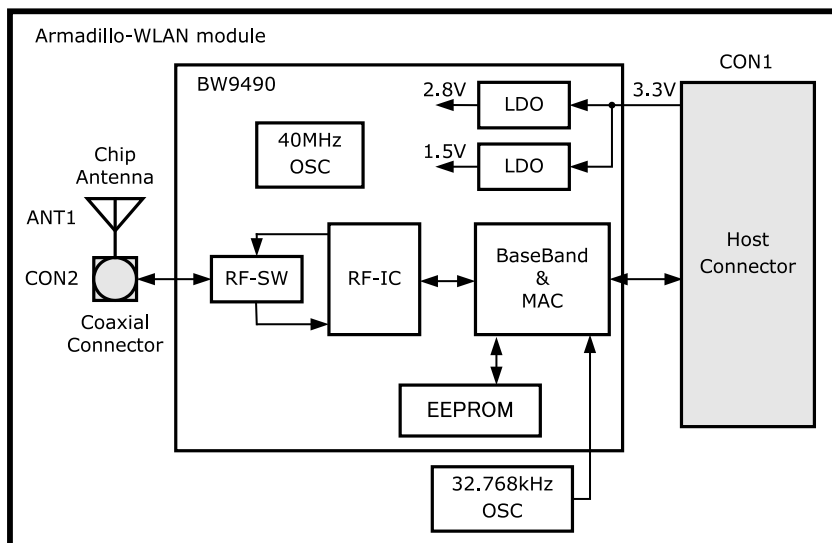 Armadillo-WLAN module
CON1
BW9490
2.8V
LDO
3.3V
40MHz
OSC
1.5V
LDO
Chip
Antenna
ANT1
CON2
RF-SW
RF-IC
BaseBand
&
MAC
Host
Connector
Coaxial
Connector
EEPROM
32.768kHz
OSC